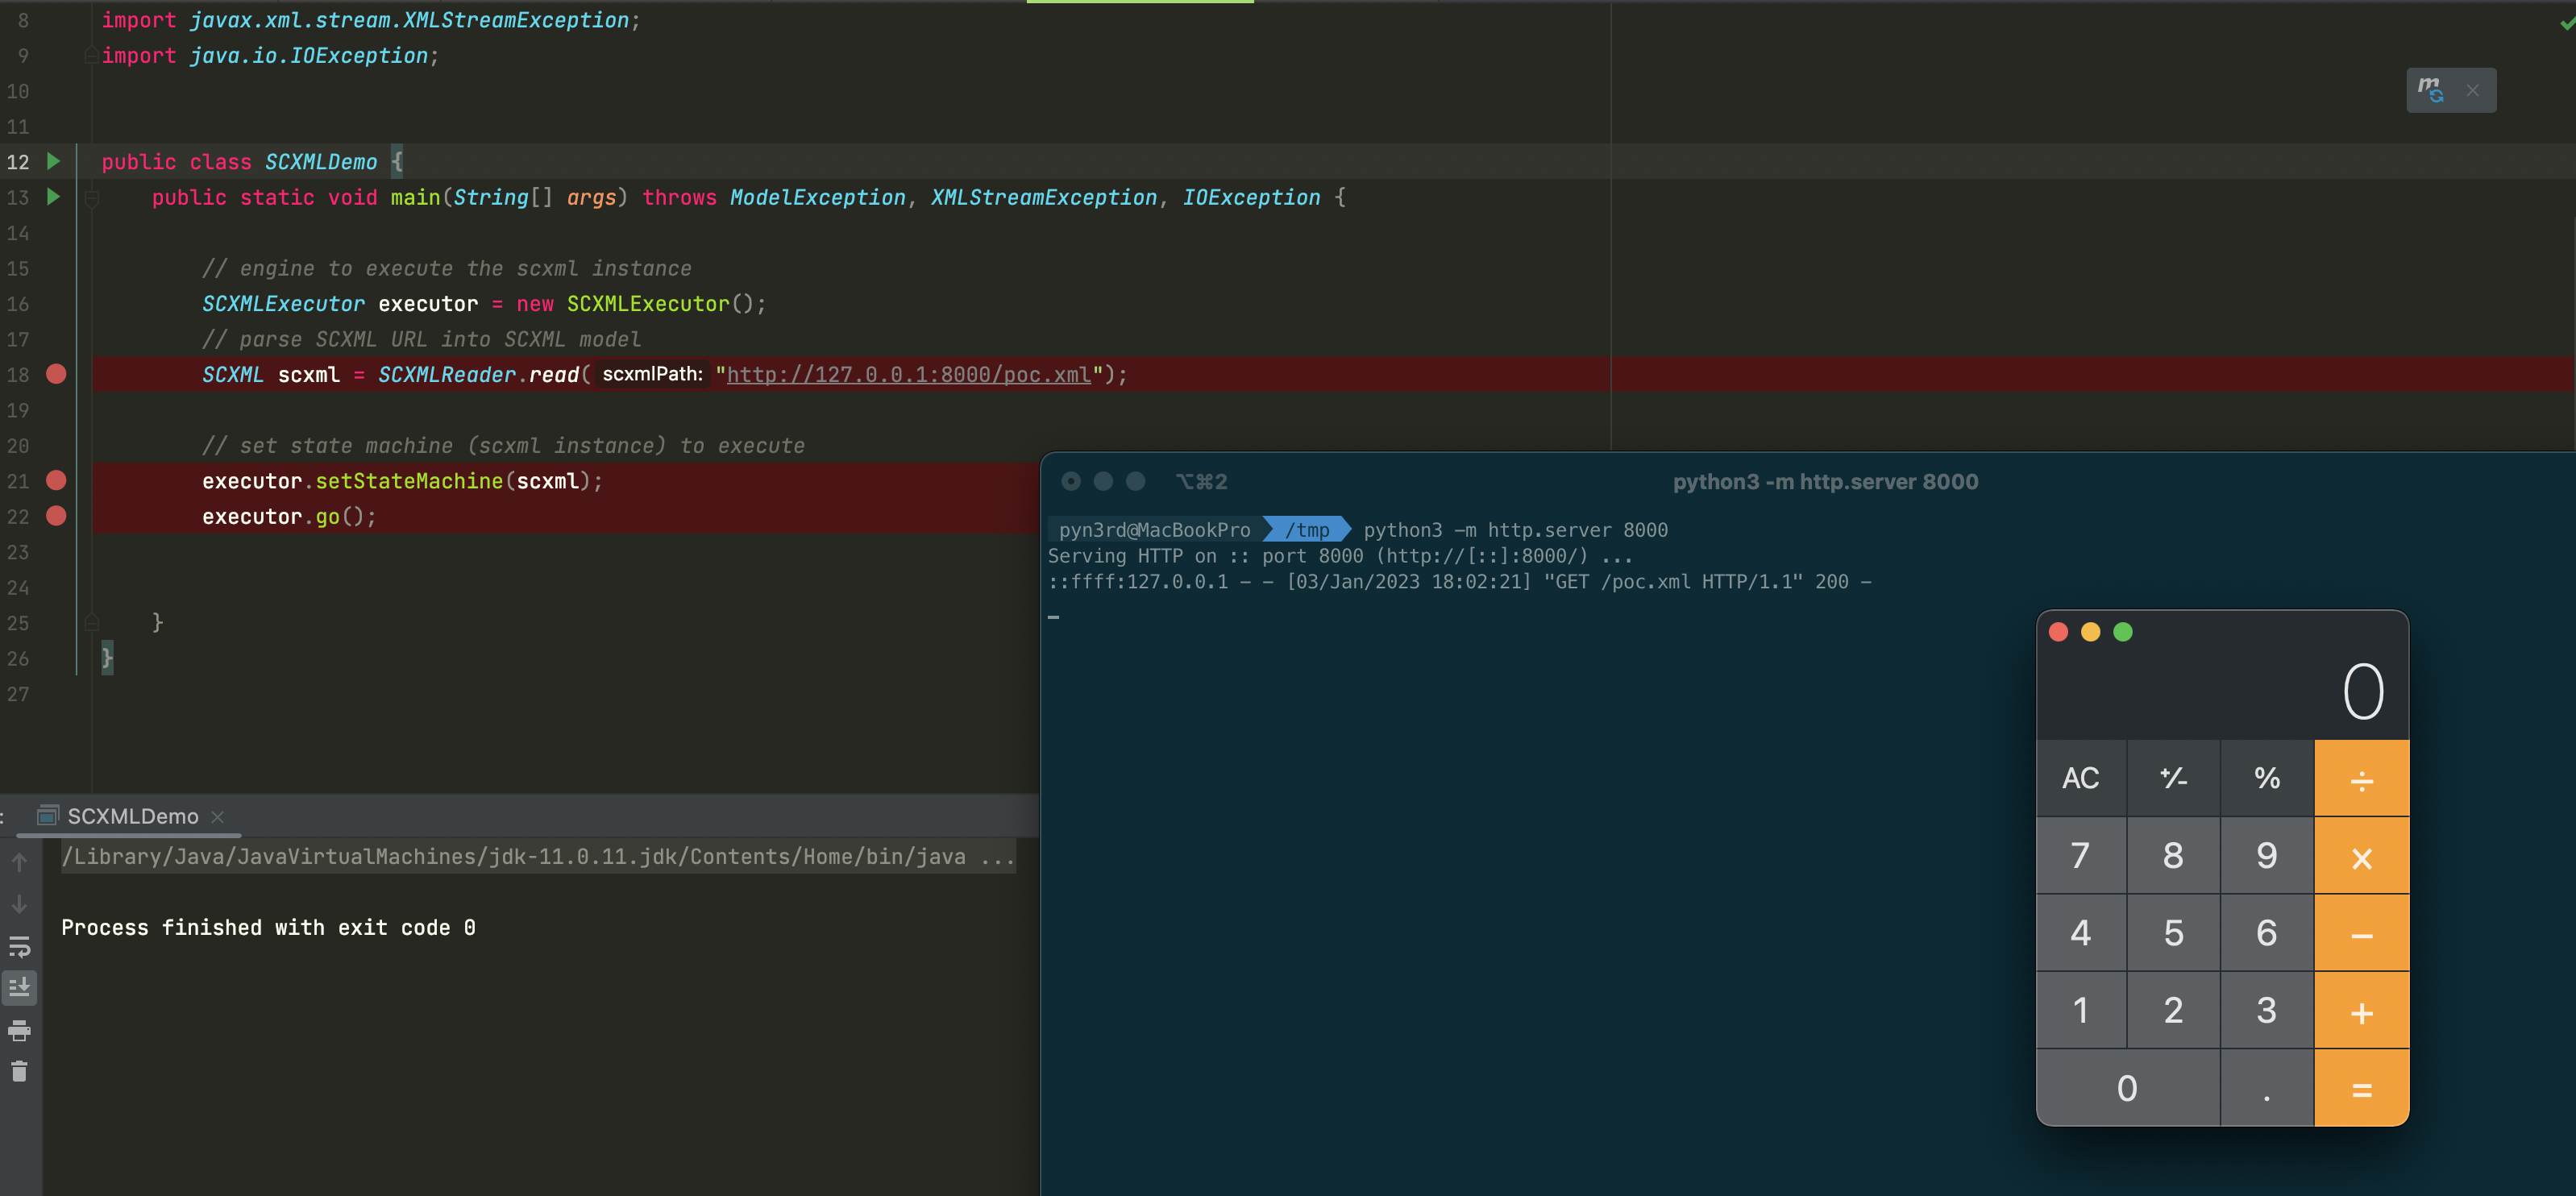 8 import javax.xml.stream.XMLStreamException;
9 import java.io.IOException;
10
11
12 public class SCXMLDemo {
13 public static void main(String[] args) throws ModelException, XMLStreamException, IOException {
14
15 // engine to execute the scxml instance
16 SCXMLExecutor executor = new SCXMLExecutor();
17 // parse SCXML URL into SCXML model
18 SCXML scxml = SCXMLReader.read( scxmlPath: "http://127.0.0.1:8000/poc.xml");
19
20 // set state machine (scxml instance) to execute
21 executor.setStateMachine(scxml);
22 executor.go();
23
24
25 }
26 }
27
m
⌥⌘2 python3 -m http.server 8000
pyn3rd@MacBookPro /tmp python3 -m http.server 8000
Serving HTTP on :: port 8000 (http://[::]:8000/) ...
::ffff:127.0.0.1 - - [03/Jan/2023 18:02:21] "GET /poc.xml HTTP/1.1" 200 -
0
AC +/- % ÷
7 8 9 ×
4 5 6 −
1 2 3 +
0 . =
: SCXMLDemo
/Library/Java/JavaVirtualMachines/jdk-11.0.11.jdk/Contents/Home/bin/java ...
Process finished with exit code 0